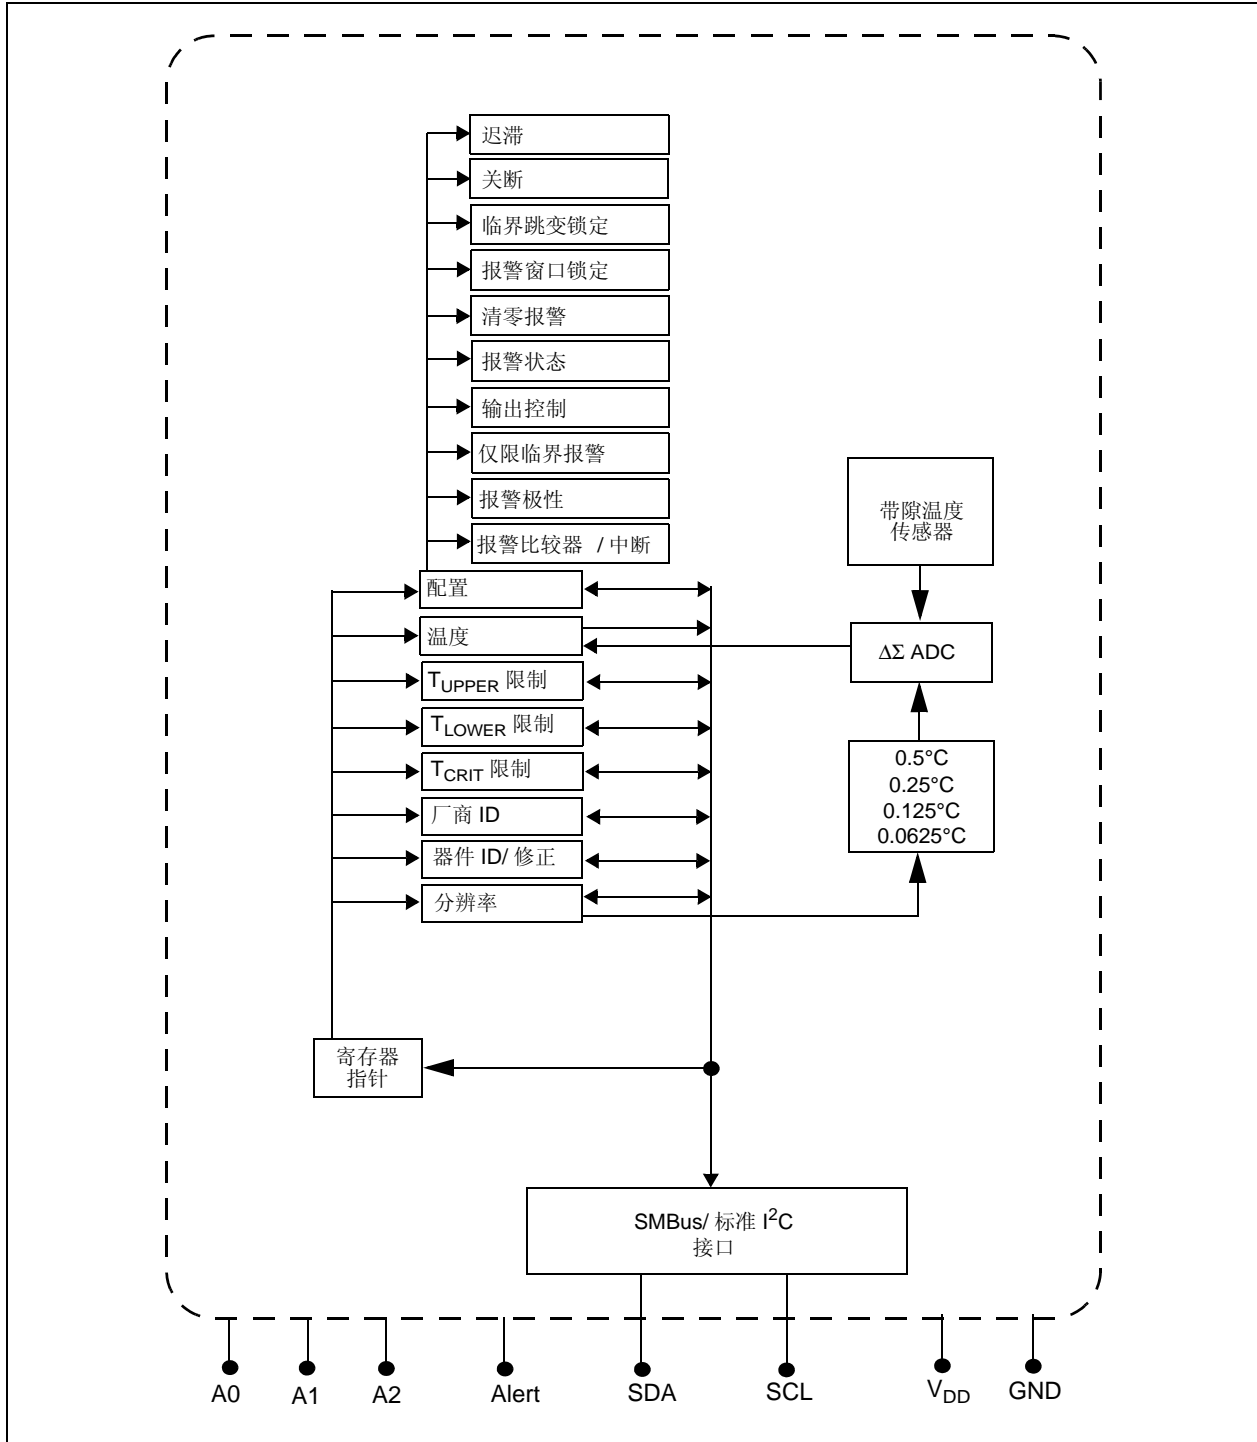 迟滞
关断
临界跳变锁定
报警窗口锁定
清零报警
报警状态
输出控制
仅限临界报警
报警极性
报警比较器 / 中断
配置
温度
TUPPER 限制
TLOWER 限制
TCRIT 限制
厂商 ID
器件 ID/ 修正
分辨率
带隙温度
传感器
ΔΣ ADC
0.5°C
0.25°C
0.125°C
0.0625°C
寄存器
指针
SMBus/ 标准 I²C
接口
A0
A1
A2
Alert
SDA
SCL
VDD
GND